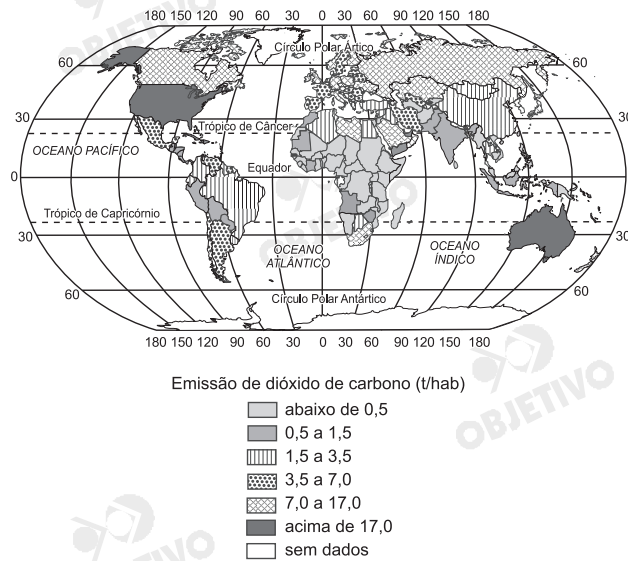 180 150 120 90 60 30 0 30 60 90 120 150 180
Círculo Polar Ártico
60 60
30 30
Trópico de Câncer
OCEANO PACÍFICO
Equador
0 0
Trópico de Capricórnio
30 30
OCEANO
ATLÂNTICO
OCEANO
ÍNDICO
60 60
Círculo Polar Antártico
180 150 120 90 60 30 0 30 60 90 120 150 180
Emissão de dióxido de carbono (t/hab)
abaixo de 0,5
0,5 a 1,5
1,5 a 3,5
3,5 a 7,0
7,0 a 17,0
acima de 17,0
sem dados
OBJETIVO
OBJETIVO
OBJETIVO